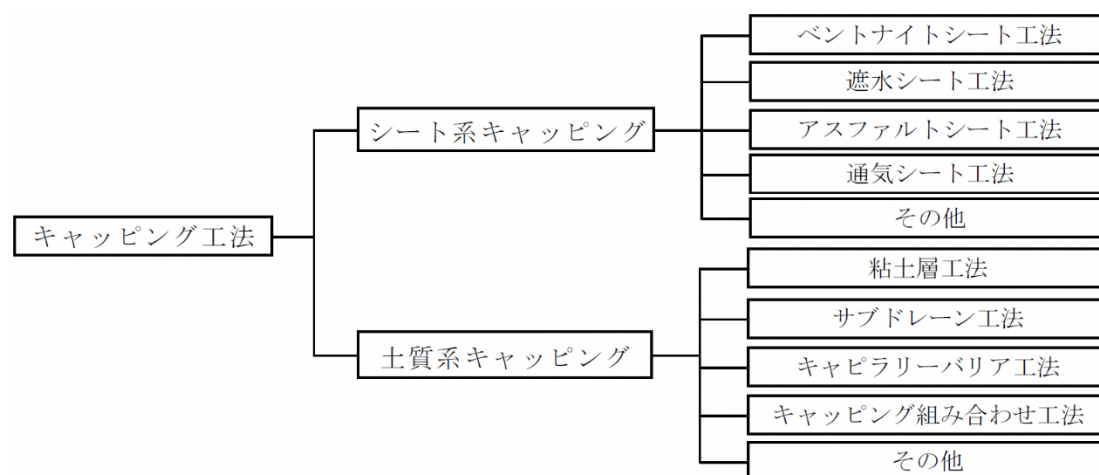 キャッピング工法
シート系キャッピング
ベントナイトシート工法
遮水シート工法
アスファルトシート工法
通気シート工法
その他
土質系キャッピング
粘土層工法
サブドレーン工法
キャピラリーバリア工法
キャッピング組み合わせ工法
その他